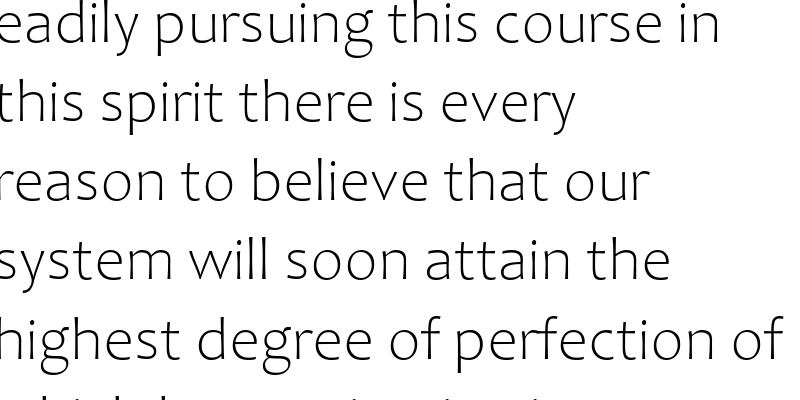 eadily pursuing this course in
this spirit there is every
reason to believe that our
system will soon attain the
highest degree of perfection of